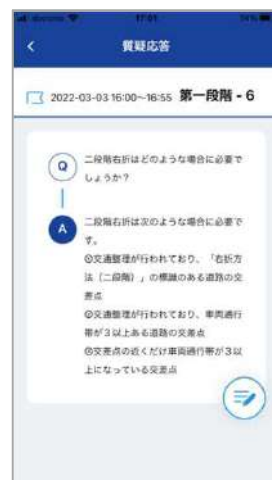 docomo 17:01
質疑応答
2022-03-03 16:00~16:55 第一段階 - 6
Q
二段階右折はどのような場合に必要で
しょうか?
A
二段階右折は次のような場合に必要で
す。
①交通整理が行われており、「右折方
法(二段階)」の標識のある道路の交
差点
②交通整理が行われており、車両通行
帯が3以上ある道路の交差点
③交差点の近くだけ車両通行帯が3以
上になっている交差点